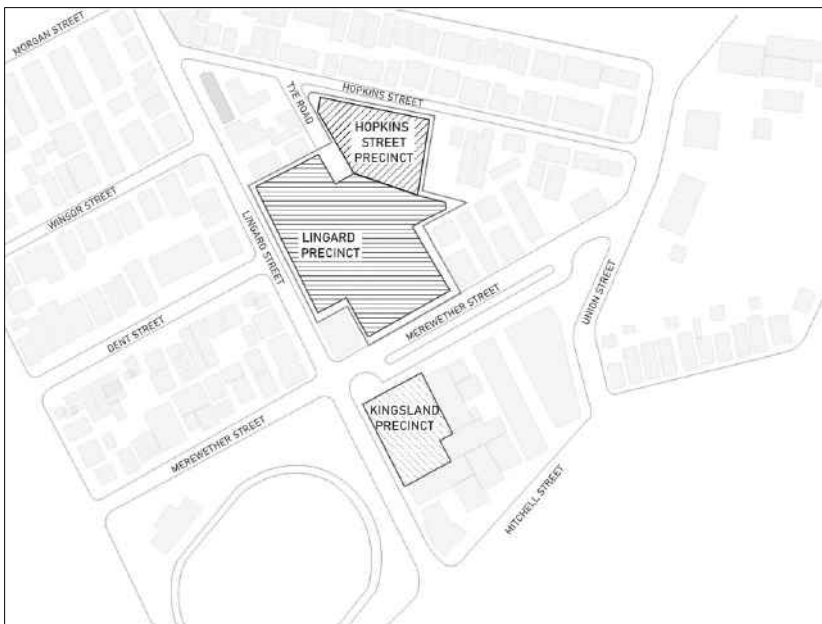 MORGAN STREET
TYE ROAD
HOPKINS STREET
HOPKINS
STREET
PRECINCT
WINSOR STREET
LINGARD STREET
LINGARD
PRECINCT
UNION STREET
MEREWETHER STREET
DENT STREET
KINGSLAND
PRECINCT
MEREWETHER STREET
MITCHELL STREET